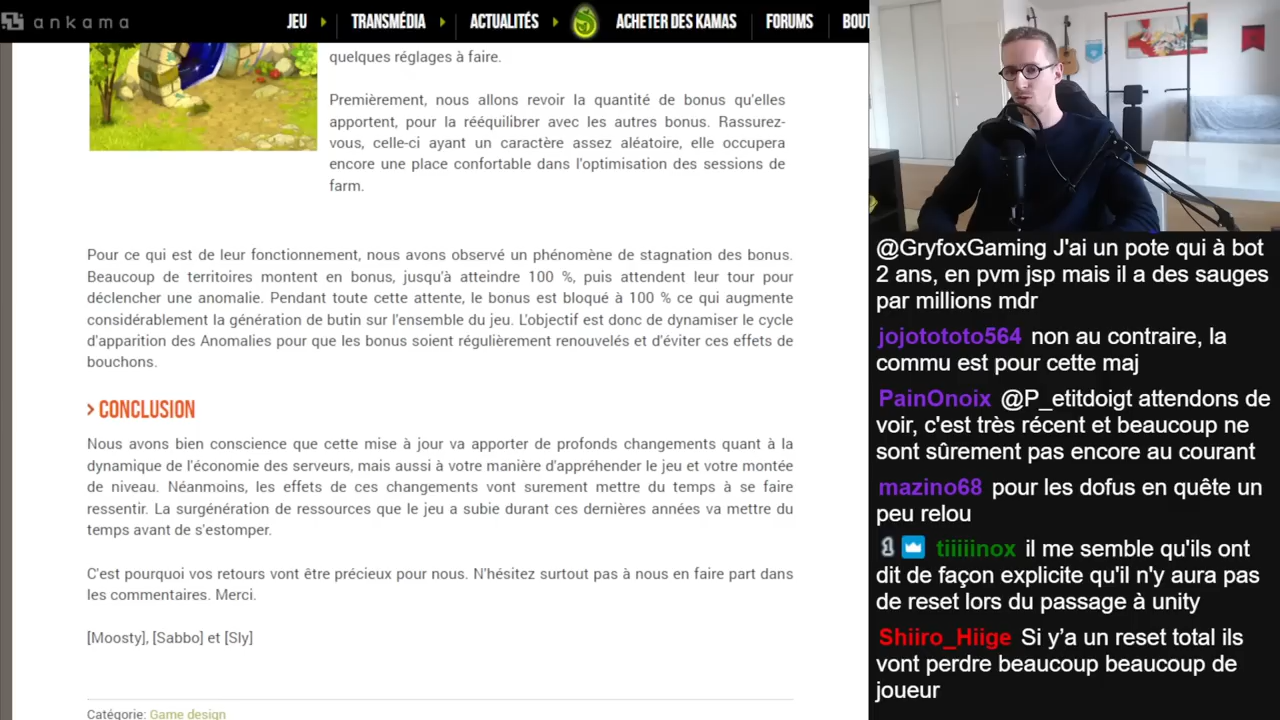 ankama
JEU
TRANSMÉDIA
ACTUALITÉS
ACHETER DES KAMAS
FORUMS
BOUT
quelques réglages à faire.
Premièrement, nous allons revoir la quantité de bonus qu'elles
apportent, pour la rééquilibrer avec les autres bonus. Rassurez-
vous, celle-ci ayant un caractère assez aléatoire, elle occupera
encore une place confortable dans l'optimisation des sessions de
farm.
Pour ce qui est de leur fonctionnement, nous avons observé un phénomène de stagnation des bonus.
Beaucoup de territoires montent en bonus, jusqu'à atteindre 100 %, puis attendent leur tour pour
déclencher une anomalie. Pendant toute cette attente, le bonus est bloqué à 100 % ce qui augmente
considérablement la génération de butin sur l'ensemble du jeu. L'objectif est donc de dynamiser le cycle
d'apparition des Anomalies pour que les bonus soient régulièrement renouvelés et d'éviter ces effets de
bouchons.
> CONCLUSION
Nous avons bien conscience que cette mise à jour va apporter de profonds changements quant à la
dynamique de l'économie des serveurs, mais aussi à votre manière d'appréhender le jeu et votre montée
de niveau. Néanmoins, les effets de ces changements vont surement mettre du temps à se faire
ressentir. La surgénération de ressources que le jeu a subie durant ces dernières années va mettre du
temps avant de s'estomper.
C'est pourquoi vos retours vont être précieux pour nous. N'hésitez surtout pas à nous en faire part dans
les commentaires. Merci.
[Moosty], [Sabbo] et [Sly]
Catégorie: Game design
@GryfoxGaming J'ai un pote qui à bot
2 ans, en pvm jsp mais il a des sauges
par millions mdr
jojotototo564 non au contraire, la
commu est pour cette maj
PainOnoix @P_etitdoigt attendons de
voir, c'est très récent et beaucoup ne
sont sûrement pas encore au courant
mazino68 pour les dofus en quête un
peu relou
1 tiiiiinox il me semble qu'ils ont
dit de façon explicite qu'il n'y aura pas
de reset lors du passage à unity
Shiiro_Hiige Si y'a un reset total ils
vont perdre beaucoup beaucoup de
joueur